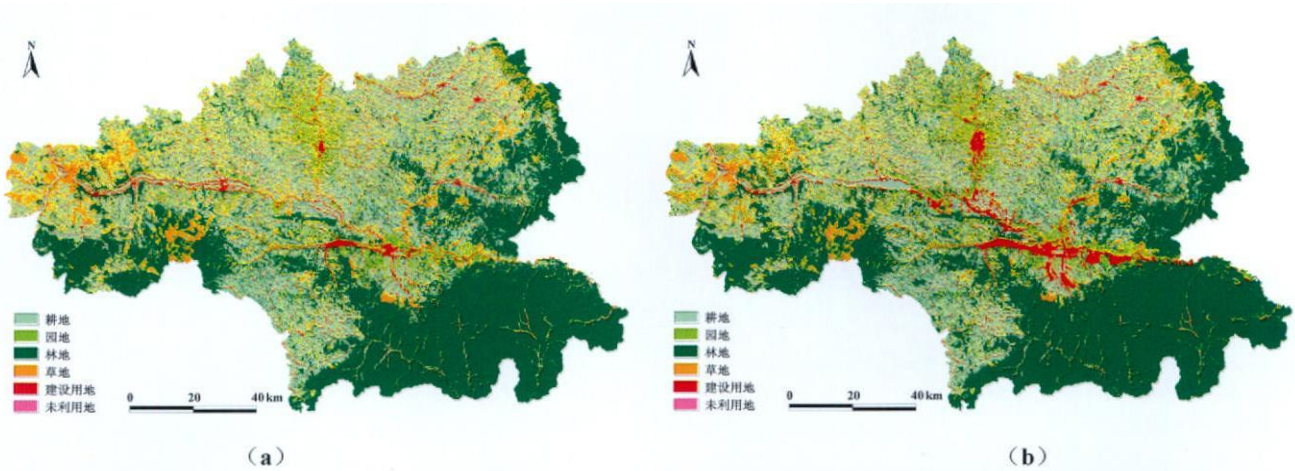 N
耕地
园地
林地
草地
建设用地
未利用地
0 20 40 km
（a）
N
耕地
园地
林地
草地
建设用地
未利用地
0 20 40 km
（b）